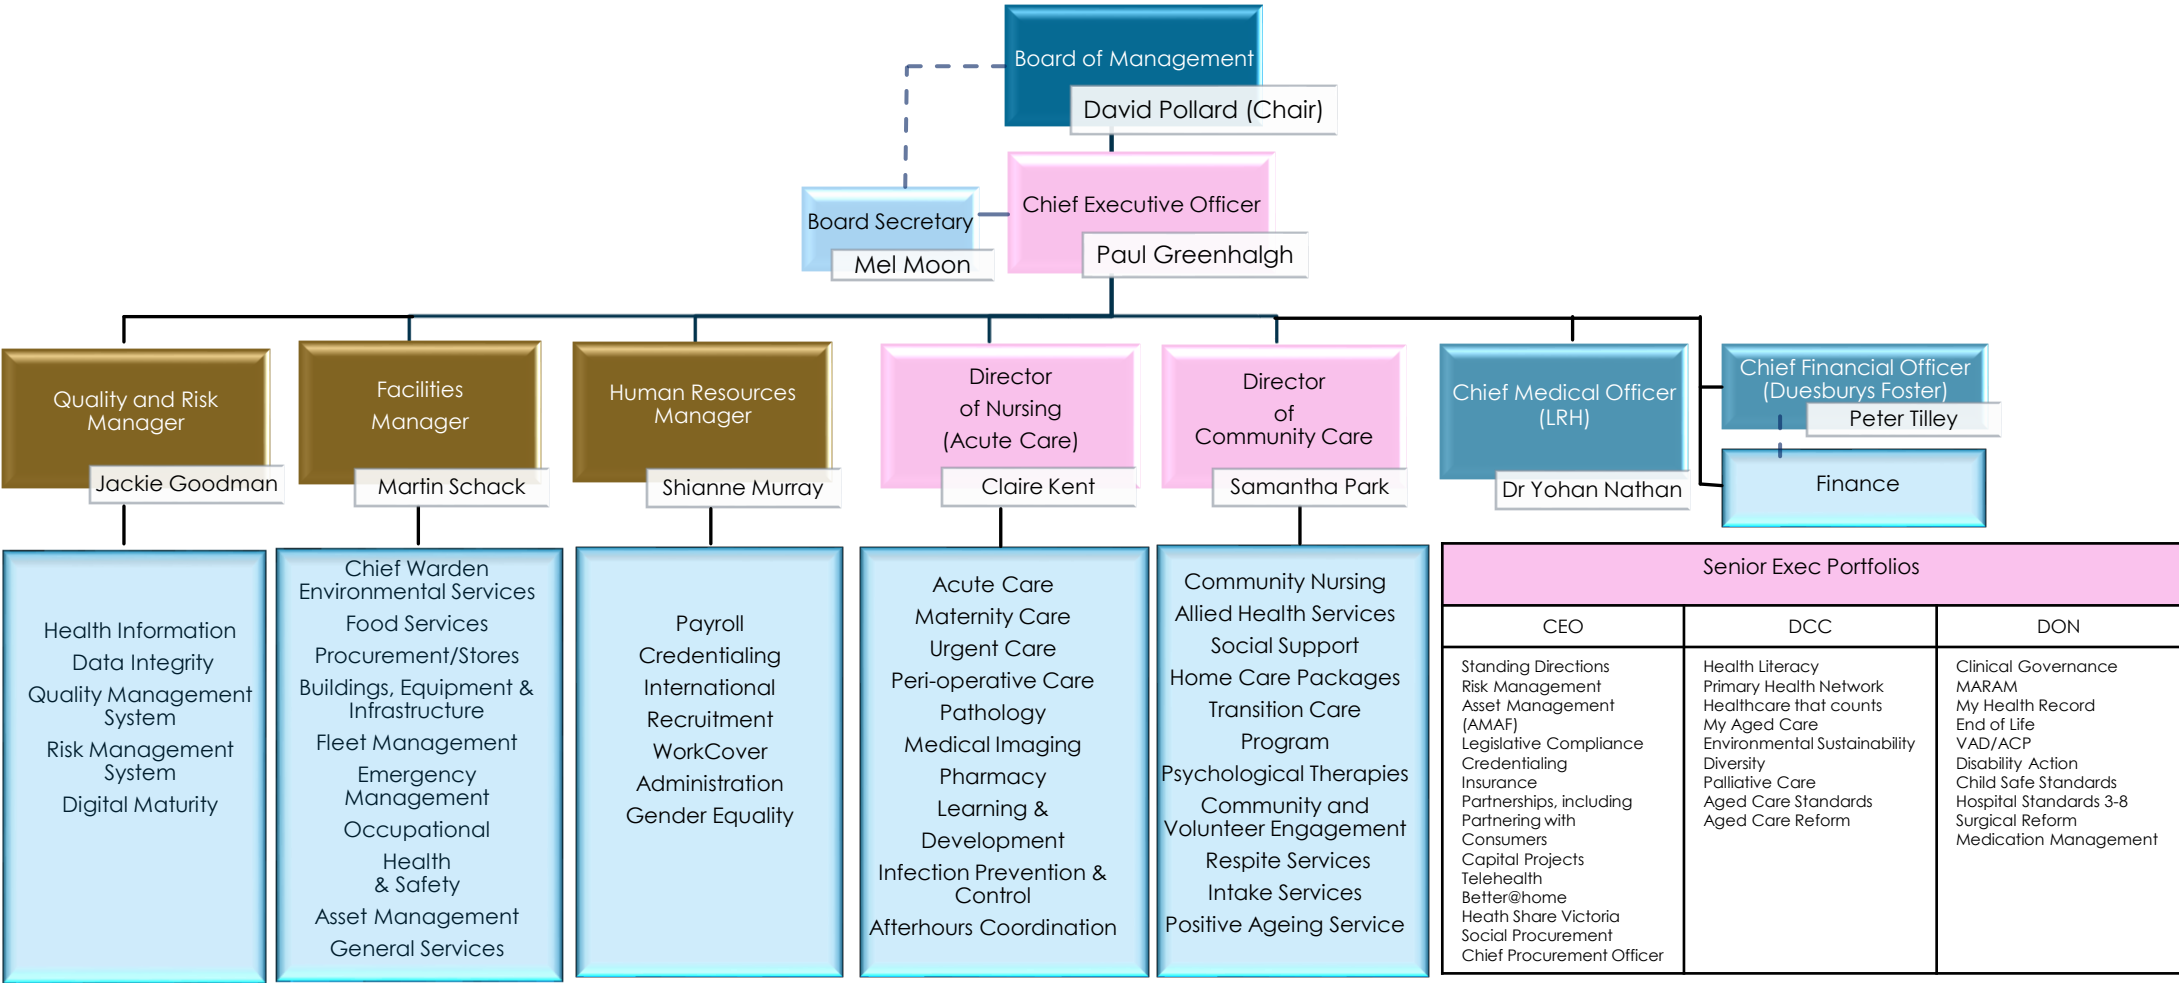 Board of Management
David Pollard (Chair)
Chief Executive Officer
Paul Greenhalgh
Board Secretary
Mel Moon
Quality and Risk
Manager
Jackie Goodman
Facilities
Manager
Martin Schack
Human Resources
Manager
Shianne Murray
Director
of Nursing
(Acute Care)
Claire Kent
Director
of
Community Care
Samantha Park
Chief Medical Officer
(LRH)
Dr Yohan Nathan
Chief Financial Officer
(Duesburys Foster)
Peter Tilley
Finance
Health Information
Data Integrity
Quality Management
System
Risk Management
System
Digital Maturity
Chief Warden
Environmental Services
Food Services
Procurement/Stores
Buildings, Equipment &
Infrastructure
Fleet Management
Emergency
Management
Occupational
Health
& Safety
Asset Management
General Services
Payroll
Credentialing
International
Recruitment
WorkCover
Administration
Gender Equality
Acute Care
Maternity Care
Urgent Care
Peri-operative Care
Pathology
Medical Imaging
Pharmacy
Learning &
Development
Infection Prevention &
Control
Afterhours Coordination
Community Nursing
Allied Health Services
Social Support
Home Care Packages
Transition Care
Program
Psychological Therapies
Community and
Volunteer Engagement
Respite Services
Intake Services
Positive Ageing Service
Senior Exec Portfolios
CEO
Standing Directions
Risk Management
Asset Management
(AMAF)
Legislative Compliance
Credentialing
Insurance
Partnerships, including
Partnering with
Consumers
Capital Projects
Telehealth
Better@home
Heath Share Victoria
Social Procurement
Chief Procurement Officer
DCC
Health Literacy
Primary Health Network
Healthcare that counts
My Aged Care
Environmental Sustainability
Diversity
Palliative Care
Aged Care Standards
Aged Care Reform
DON
Clinical Governance
MARAM
My Health Record
End of Life
VAD/ACP
Disability Action
Child Safe Standards
Hospital Standards 3-8
Surgical Reform
Medication Management